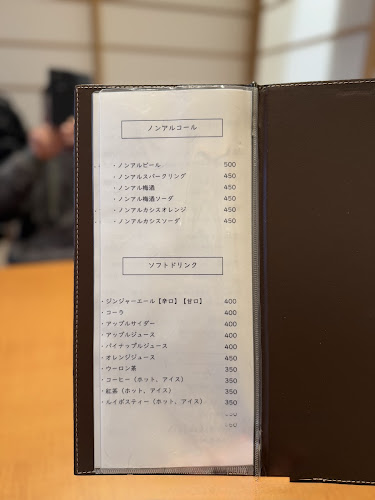 ノンアルコール
・ノンアルビール 500
・ノンアルスパークリング 450
・ノンアル梅酒 450
・ノンアル梅酒ソーダ 450
・ノンアルカシスオレンジ 450
・ノンアルカシスソーダ 450
ソフトドリンク
・ジンジャーエール【辛口】【甘口】 400
・コーラ 400
・アップルサイダー 400
・アップルジュース 400
・パイナップルジュース 400
・オレンジジュース 450
・ウーロン茶 350
・コーヒー（ホット、アイス） 350
・紅茶（ホット、アイス） 350
・ルイボスティー（ホット、アイス） 350